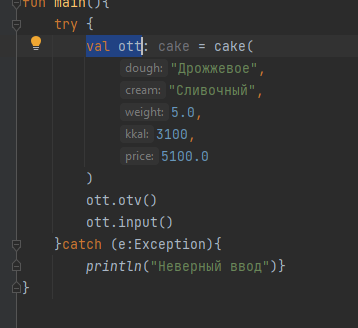 fun main(){
try {
val ott: cake = cake(
dough: "Дрожжевое",
cream: "Сливочный",
weight: 5.0,
kkal: 3100,
price: 5100.0
)
ott.otv()
ott.input()
}catch (e:Exception){
println("Неверный ввод")}
}